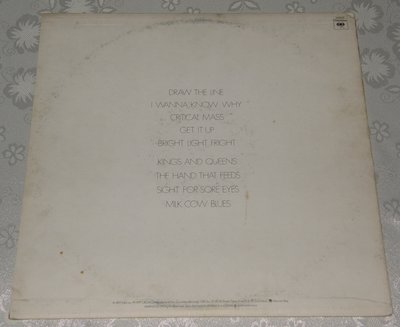 DRAW THE LINE
I WANNA KNOW WHY
CRITICAL MASS
GET IT UP
BRIGHT LIGHT FRIGHT
KINGS AND QUEENS
THE HAND THAT FEEDS
SIGHT FOR SORE EYES
MILK COW BLUES